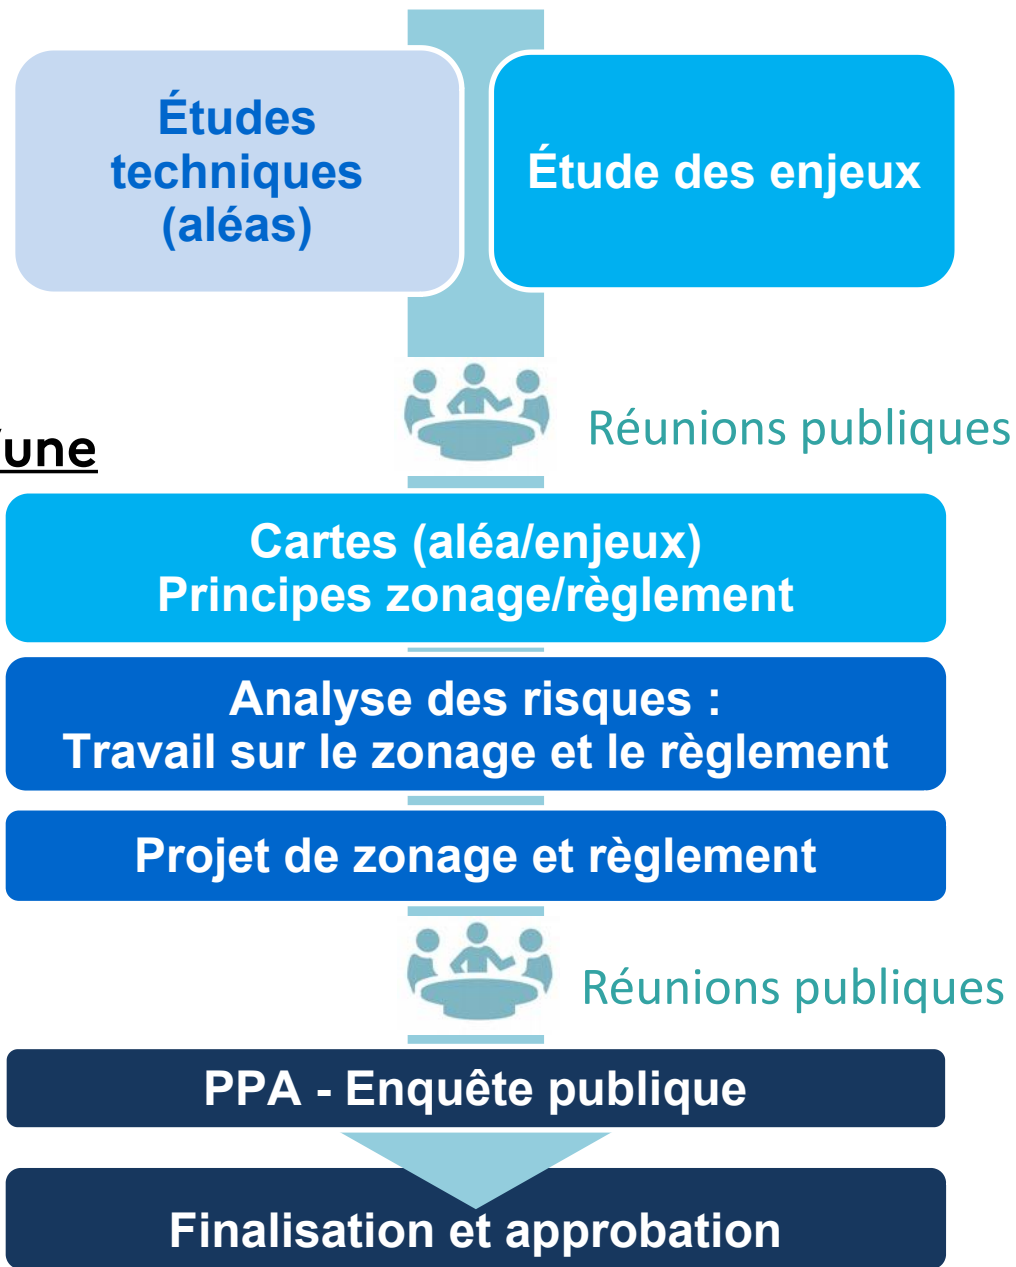 Études
techniques
(aléas)
Étude des enjeux
Réunions publiques
'une
Cartes (aléa/enjeux)
Principes zonage/règlement
Analyse des risques :
Travail sur le zonage et le règlement
Projet de zonage et règlement
Réunions publiques
PPA - Enquête publique
Finalisation et approbation